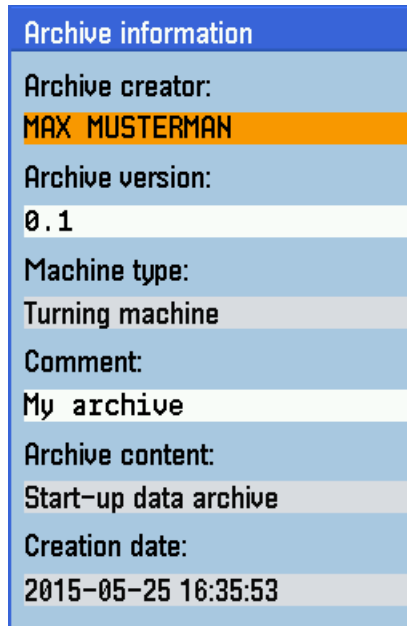 Archive information
Archive creator:
MAX MUSTERMAN
Archive version:
0.1
Machine type:
Turning machine
Comment:
My archive
Archive content:
Start-up data archive
Creation date:
2015-05-25 16:35:53